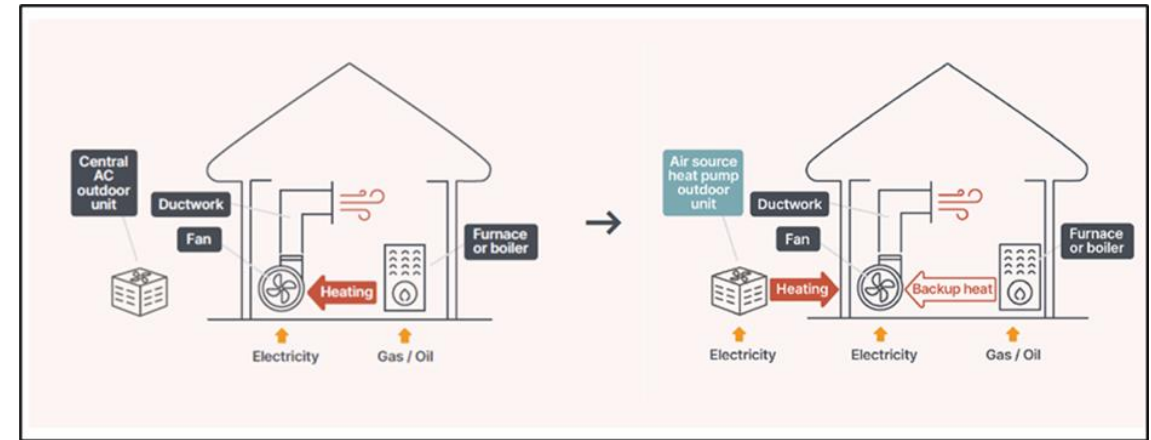 Central
AC
outdoor
unit
Ductwork
Fan
Furnace
or boiler
Heating
Electricity
Gas / Oil
Air source
heat pump
outdoor
unit
Ductwork
Fan
Furnace
or boiler
Heating
Backup heat
Electricity
Electricity
Gas / Oil